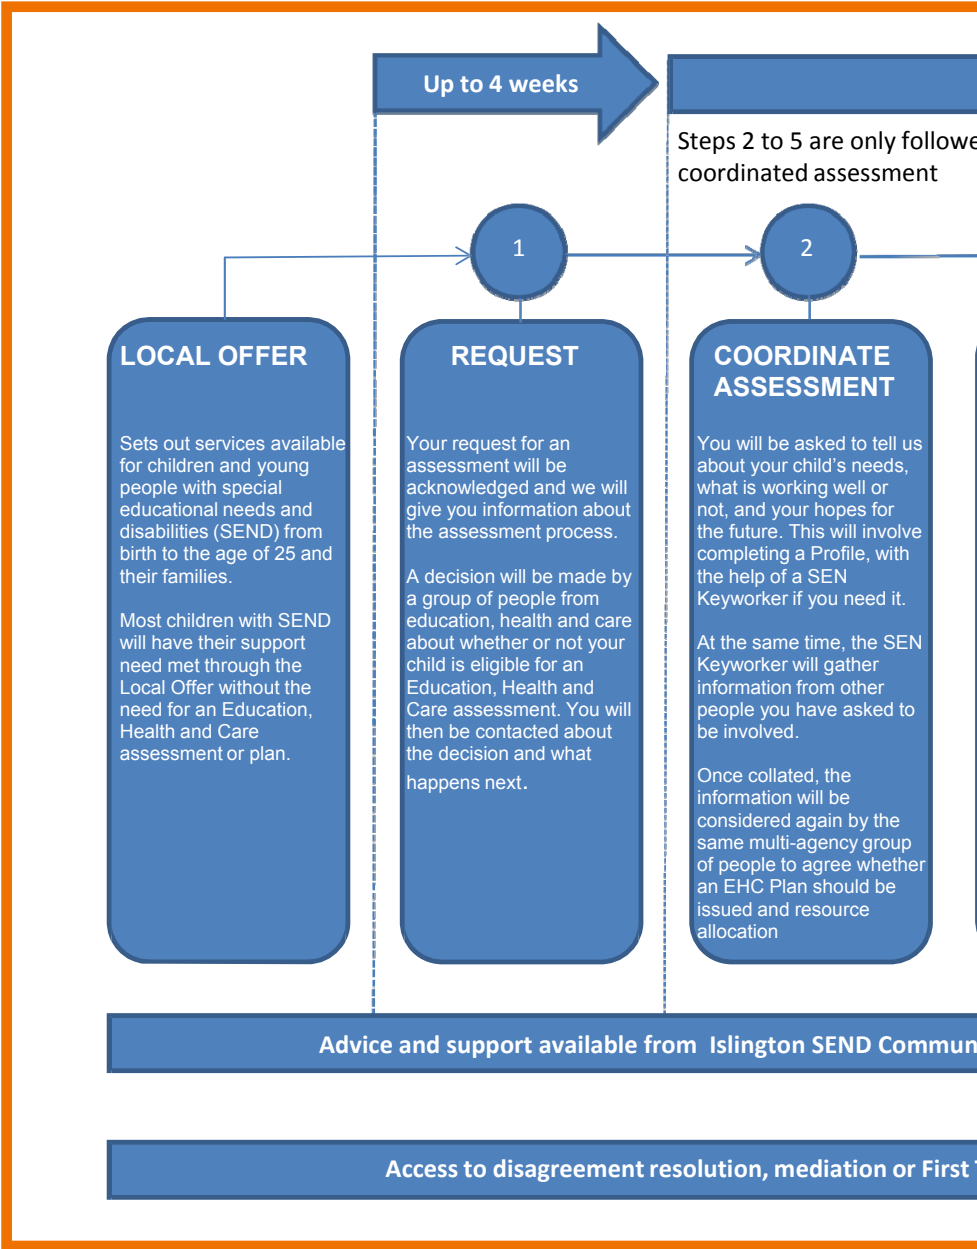 Up to 4 weeks
Steps 2 to 5 are only followe
coordinated assessment
1
2
LOCAL OFFER
Sets out services available
for children and young
people with special
educational needs and
disabilities (SEND) from
birth to the age of 25 and
their families.
Most children with SEND
will have their support
need met through the
Local Offer without the
need for an Education,
Health and Care
assessment or plan.
REQUEST
Your request for an
assessment will be
acknowledged and we will
give you information about
the assessment process.
A decision will be made by
a group of people from
education, health and care
about whether or not your
child is eligible for an
Education, Health and
Care assessment. You will
then be contacted about
the decision and what
happens next.
COORDINATE
ASSESSMENT
You will be asked to tell us
about your child’s needs,
what is working well or
not, and your hopes for
the future. This will involve
completing a Profile, with
the help of a SEN
Keyworker if you need it.
At the same time, the SEN
Keyworker will gather
information from other
people you have asked to
be involved.
Once collated, the
information will be
considered again by the
same multi-agency group
of people to agree whether
an EHC Plan should be
issued and resource
allocation
Advice and support available from Islington SEND Commun
Access to disagreement resolution, mediation or First